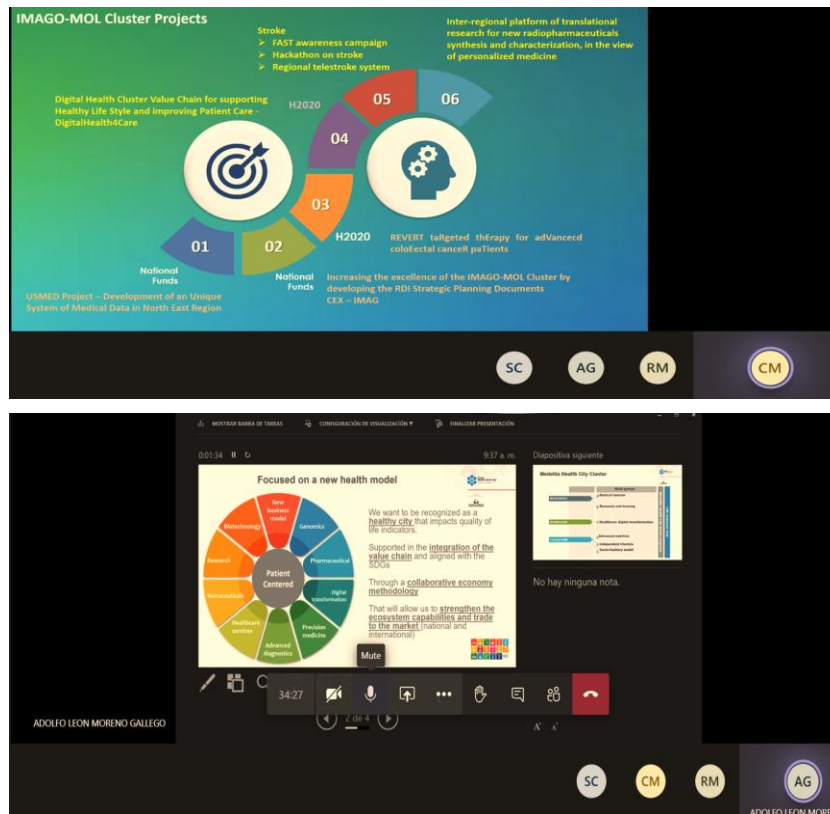 IMAGO-MOL Cluster Projects
Stroke
➢ FAST awareness campaign
➢ Hackathon on stroke
➢ Regional telestroke system
Inter-regional platform of translational
research for new radiopharmaceuticals
synthesis and characterization, in the view
of personalized medicine
Digital Health Cluster Value Chain for supporting
Healthy Life Style and improving Patient Care -
DigitalHealth4Care
H2020
05
06
04
03
01
02
H2020
REVERT taRgeted thErapy for adVancecd
coloEectal canceR paTients
National
Funds
National
Funds
Increasing the excellence of the IMAGO-MOL Cluster by
developing the RDI Strategic Planning Documents
CEX – IMAG
USMED Project – Development of an Unique
System of Medical Data in North East Region
SC
AG
RM
CM
MOSTRAR BARRA DE TAREAS
CONFIGURACIÓN DE VISUALIZACIÓN ▼
FINALIZAR PRESENTACIÓN
0:01:34
9:37 a. m.
Diapositiva siguiente
Focused on a new health model
Medellin Health City Cluster
New
business
model
Genomics
Pharmaceutical
Digital
transformation
Precision
medicine
Advanced
diagnostics
Healthcare
services
Nutraceuticals
Research
Biotechnology
Patient
Centered
We want to be recognized as a
healthy city that impacts quality of
life indicators.
Supported in the integration of the
value chain and aligned with the
SDGs
Through a collaborative economy
methodology
That will allow us to strengthen the
ecosystem capabilities and trade
to the market (national and
international)
No hay ninguna nota.
Mute
34:27
2 de 4
ADOLFO LEON MORENO GALLEGO
SC
CM
RM
AG
ADOLFO LEON MORE